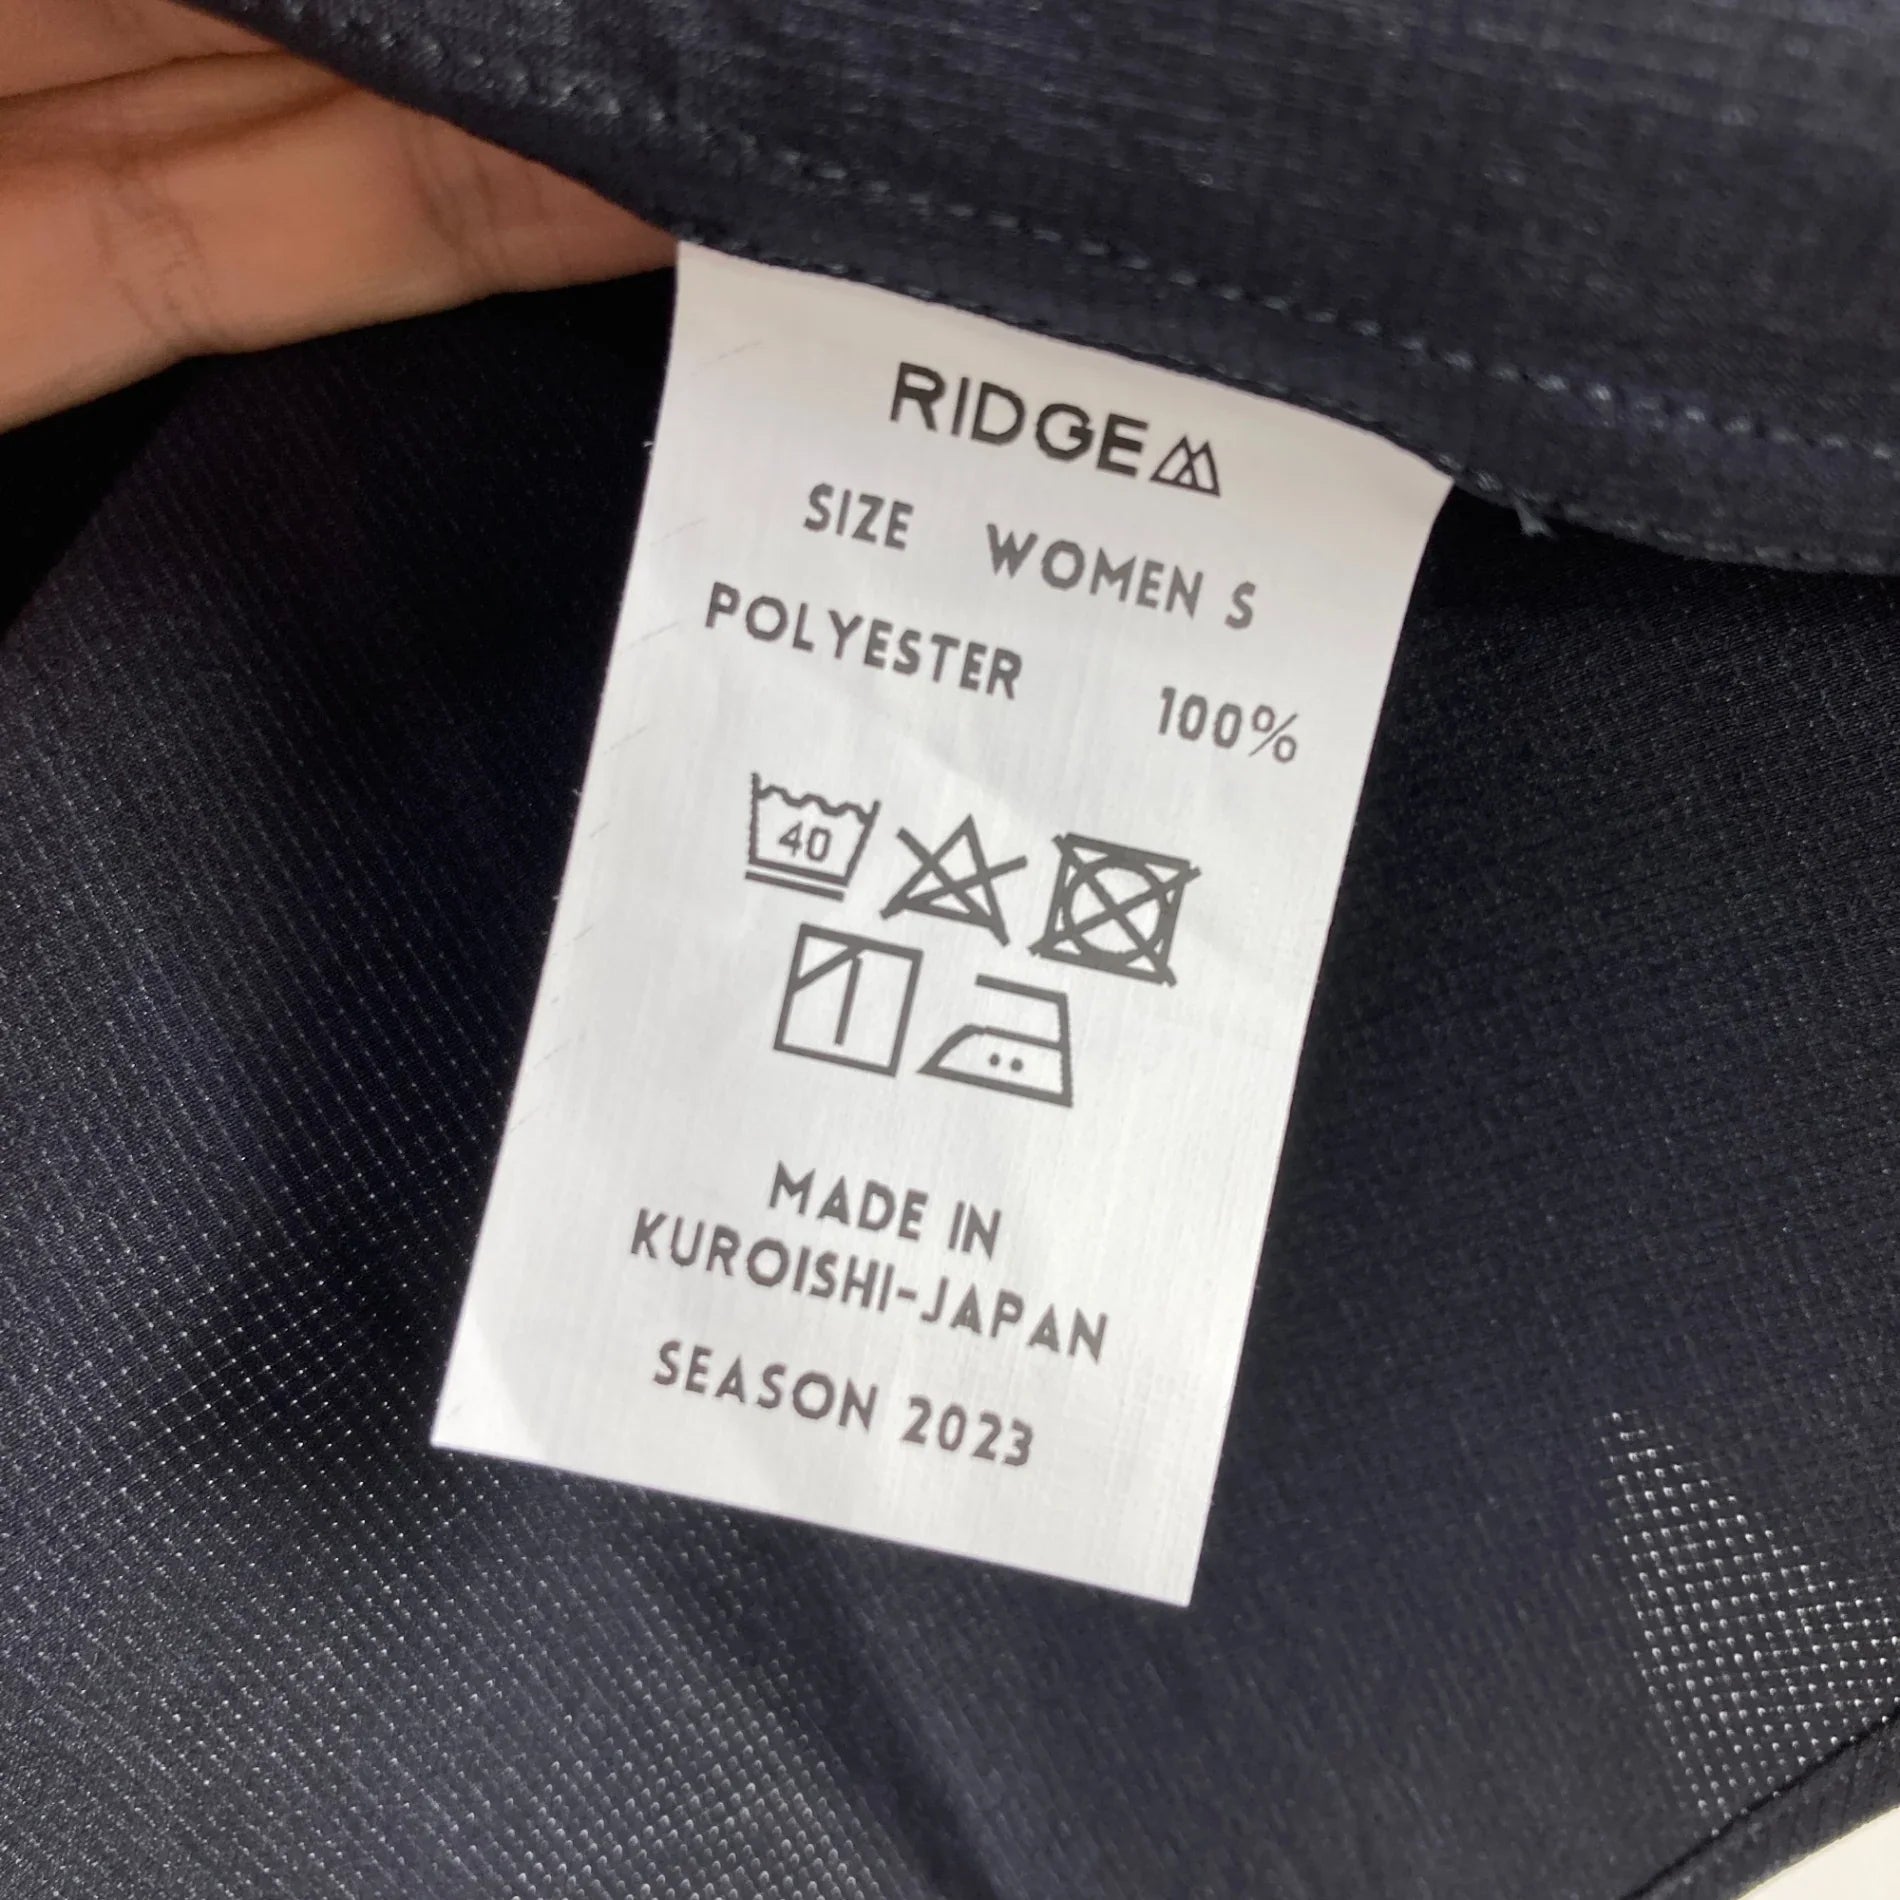 RIDGE
SIZE WOMEN S
POLYESTER 100%
40
MADE IN
KUROISHI-JAPAN
SEASON 2023